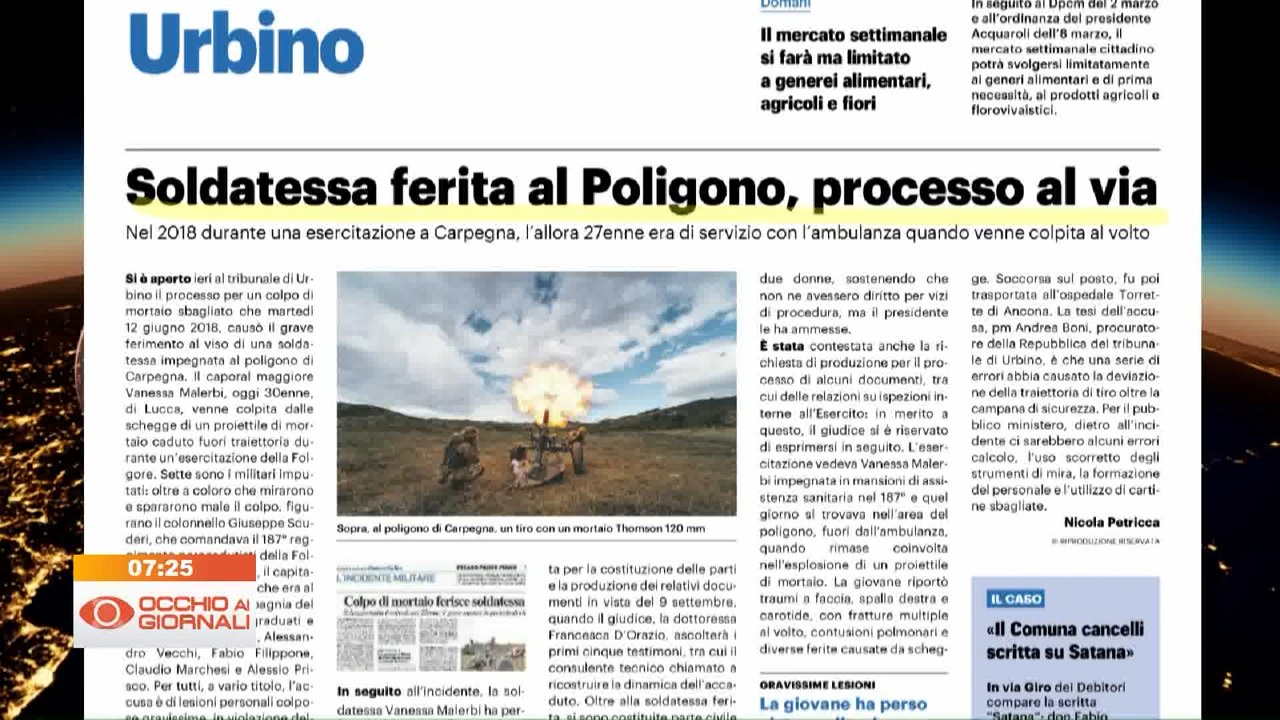 Urbino
Domani
Il mercato settimanale
si farà ma limitato
a generei alimentari,
agricoli e fiori
In seguito al Dpcm del 2 marzo
e all'ordinanza del presidente
Acquaroli dell'8 marzo, il
mercato settimanale cittadino
potrà svolgersi limitatamente
ai generi alimentari e di prima
necessità, ai prodotti agricoli e
florovivaistici.
Soldatessa ferita al Poligono, processo al via
Nel 2018 durante una esercitazione a Carpegna, l'allora 27enne era di servizio con l'ambulanza quando venne colpita al volto
Si è aperto ieri al tribunale di Ur-
bino il processo per un colpo di
mortaio sbagliato che martedì
12 giugno 2018, causò il grave
ferimento al viso di una solda-
tessa impegnata al poligono di
Carpegna. Il caporal maggiore
Vanessa Malerbi, oggi 30enne,
di Lucca, venne colpita dalle
schegge di un proiettile di mor-
taio caduto fuori traiettoria du-
rante un'esercitazione della Fol-
gore. Sette sono i militari impu-
tati: oltre a coloro che mirarono
e spararono male il colpo, figu-
rano il colonnello Giuseppe Scu-
deri, che comandava il 187° reg-
della Fol-
, il capita-
che era al
pagnia del
graduati e
, Alessan-
dro Vecchi, Fabio Filippone,
Claudio Marchesi e Alessio Pri-
sco. Per tutti, a vario titolo, l'ac-
cusa è di lesioni personali colpo-
se gravissime, in violazione del-
Sopra, al poligono di Carpegna, un tiro con un mortaio Thomson 120 mm
L'INCIDENTE MILITARE
Colpo di mortaio ferisce soldatessa
In seguito all'incidente, la sol-
datessa Vanessa Malerbi ha per-
ta per la costituzione delle parti
e la produzione dei relativi docu-
menti in vista del 9 settembre,
quando il giudice, la dottoressa
Francesca D'Orazio, ascolterà i
primi cinque testimoni, tra cui il
consulente tecnico chiamato a
ricostruire la dinamica dell'acca-
duto. Oltre alla soldatessa feri-
ta, si sono costituite parte civile
due donne, sostenendo che
non ne avessero diritto per vizi
di procedura, ma il presidente
le ha ammesse.
È stata contestata anche la ri-
chiesta di produzione per il pro-
cesso di alcuni documenti, tra
cui delle relazioni su ispezioni in-
terne all'Esercito: in merito a
questo, il giudice si è riservato
di esprimersi in seguito. L'eser-
citazione vedeva Vanessa Maler-
bi impegnata in mansioni di assi-
stenza sanitaria nel 187° e quel
giorno si trovava nell'area del
poligono, fuori dall'ambulanza,
quando rimase coinvolta
nell'esplosione di un proiettile
di mortaio. La giovane riportò
traumi a faccia, spalla destra e
carotide, con fratture multiple
al volto, contusioni polmonari e
diverse ferite causate da scheg-
GRAVISSIME LESIONI
La giovane ha perso
ge. Soccorsa sul posto, fu poi
trasportata all'ospedale Torret-
te di Ancona. La tesi dell'accu-
sa, pm Andrea Boni, procurato-
re della Repubblica del tribuna-
le di Urbino, è che una serie di
errori abbia causato la deviazio-
ne della traiettoria di tiro oltre la
campana di sicurezza. Per il pub-
blico ministero, dietro all'inci-
dente ci sarebbero alcuni errori
calcolo, l'uso scorretto degli
strumenti di mira, la formazione
del personale e l'utilizzo di carti-
ne sbagliate.
Nicola Petricca
© RIPRODUZIONE RISERVATA
IL CASO
«Il Comuna cancelli
scritta su Satana»
In via Giro dei Debitori
compare la scritta
"Satana": don Fabio
07:25
OCCHIO AI
GIORNALI